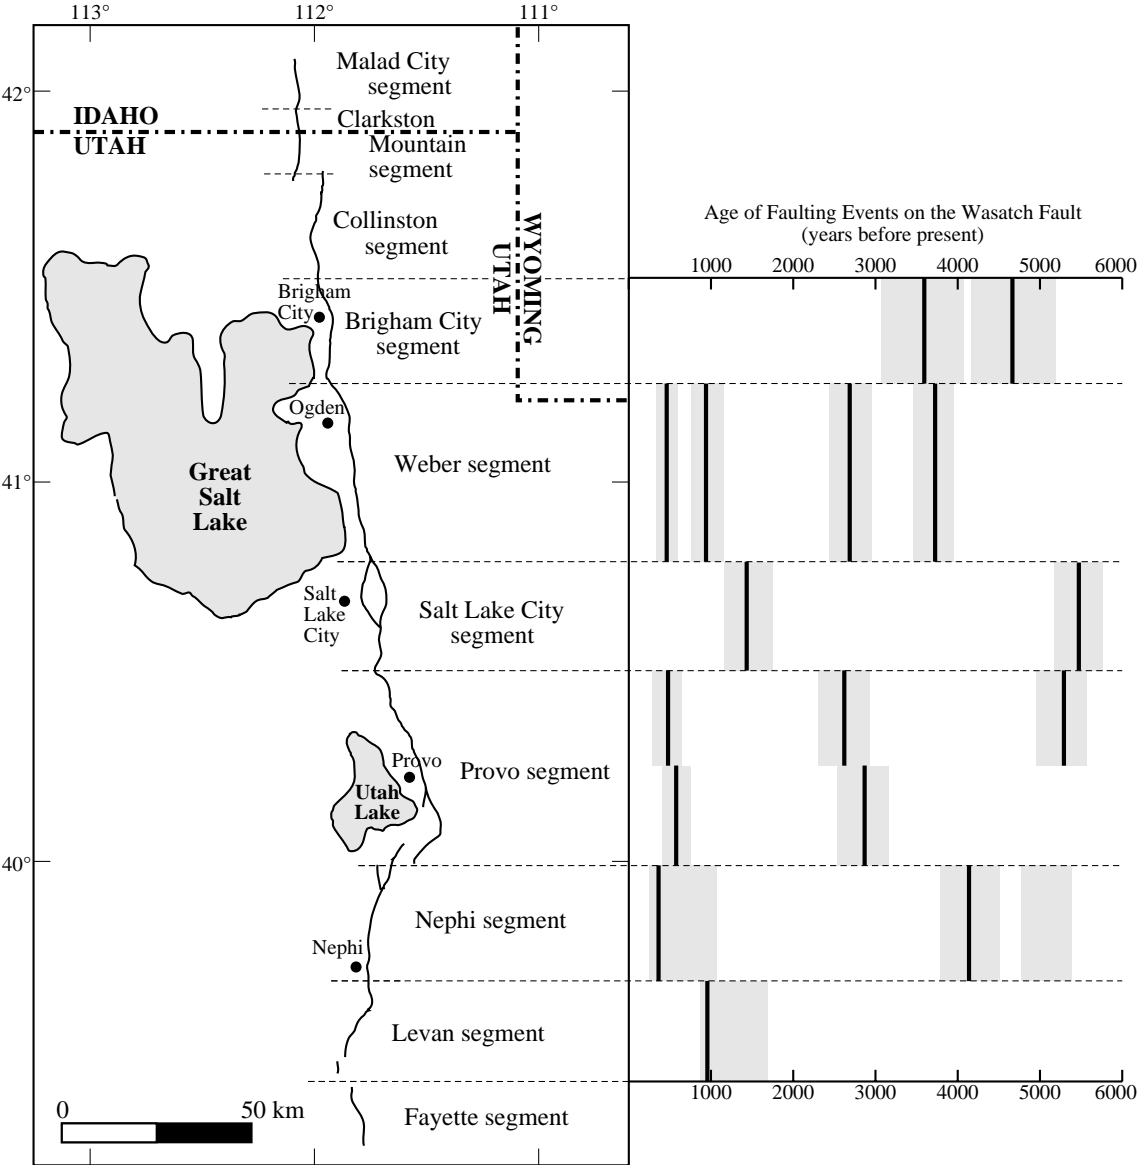 113°
112°
111°
Malad City
segment
42°
IDAHO
Clarkston
UTAH
Mountain
segment
Collinston
segment
WYOMING
UTAH
Age of Faulting Events on the Wasatch Fault
(years before present)
1000 2000 3000 4000 5000 6000
Brigham
City
Brigham City
segment
Ogden
Weber segment
41°
Great
Salt
Lake
Salt
Lake
City
Salt Lake City
segment
Provo
Provo segment
Utah
Lake
40°
Nephi segment
Nephi
Levan segment
1000 2000 3000 4000 5000 6000
0 50 km
Fayette segment